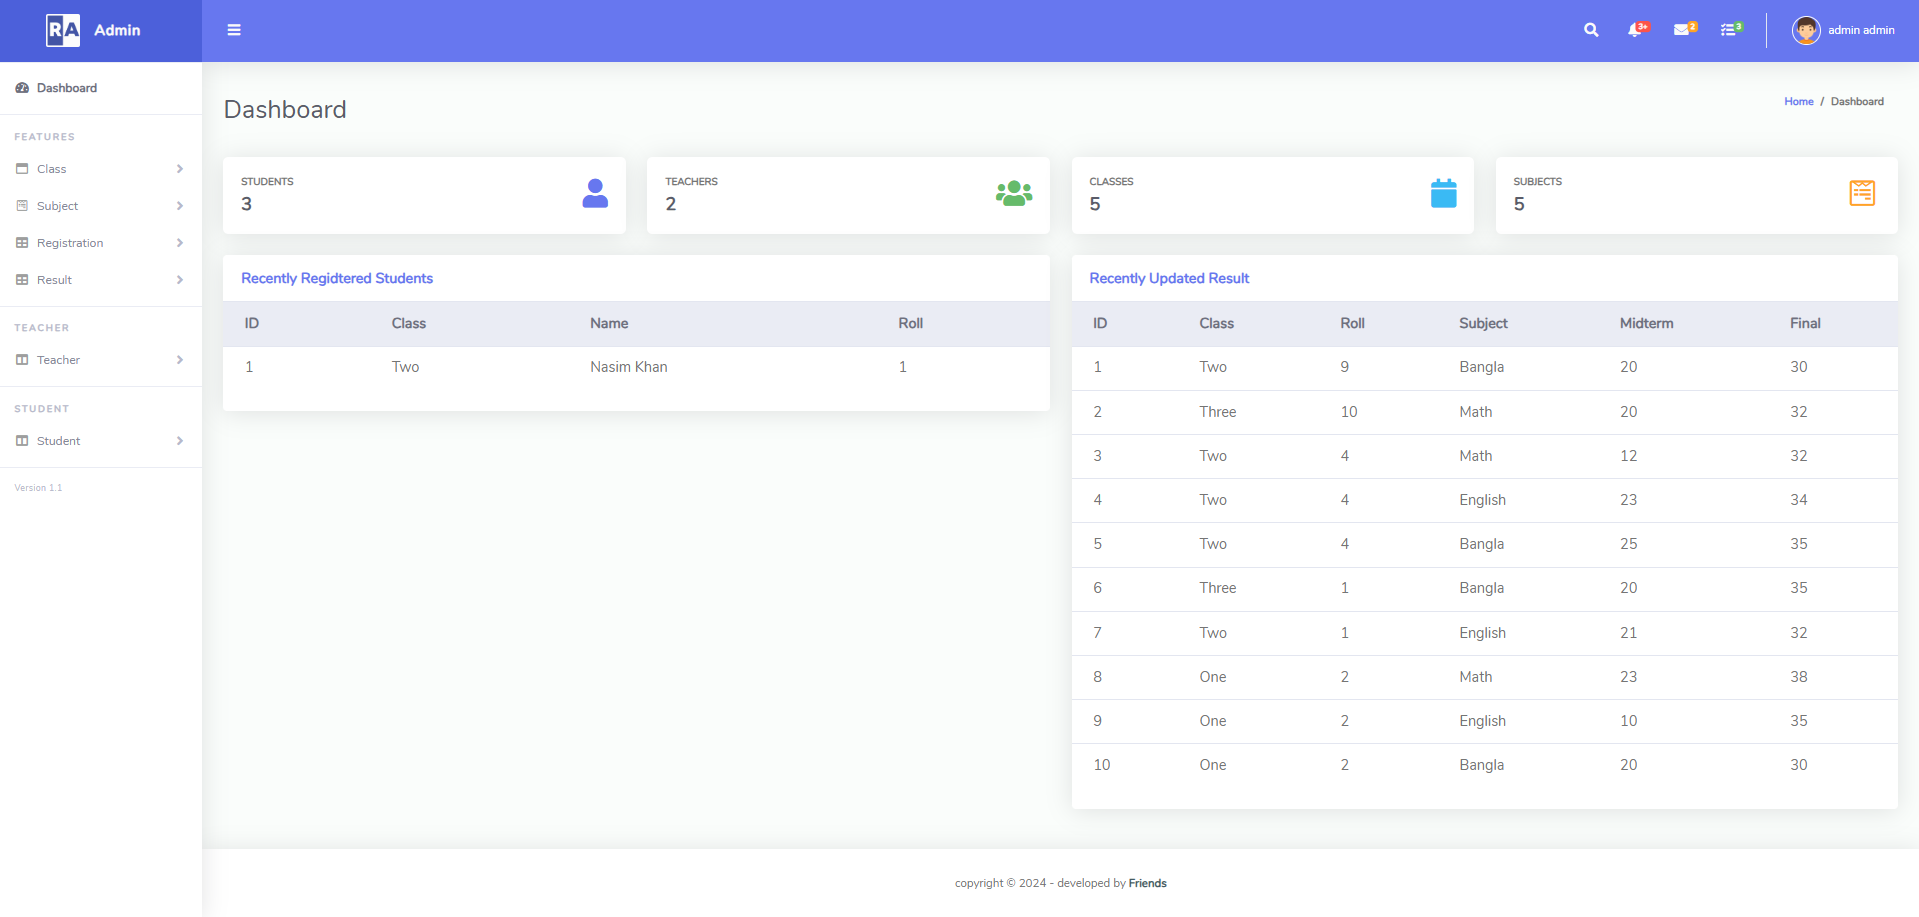 RA Admin
3+ 2 3 admin admin
Dashboard
FEATURES
Class
Subject
Registration
Result
TEACHER
Teacher
STUDENT
Student
Version 1.1
Dashboard
Home / Dashboard
STUDENTS
3
TEACHERS
2
CLASSES
5
SUBJECTS
5
Recently Regidtered Students
ID Class Name Roll
1 Two Nasim Khan 1
Recently Updated Result
ID Class Roll Subject Midterm Final
1 Two 9 Bangla 20 30
2 Three 10 Math 20 32
3 Two 4 Math 12 32
4 Two 4 English 23 34
5 Two 4 Bangla 25 35
6 Three 1 Bangla 20 35
7 Two 1 English 21 32
8 One 2 Math 23 38
9 One 2 English 10 35
10 One 2 Bangla 20 30
copyright © 2024 - developed by Friends